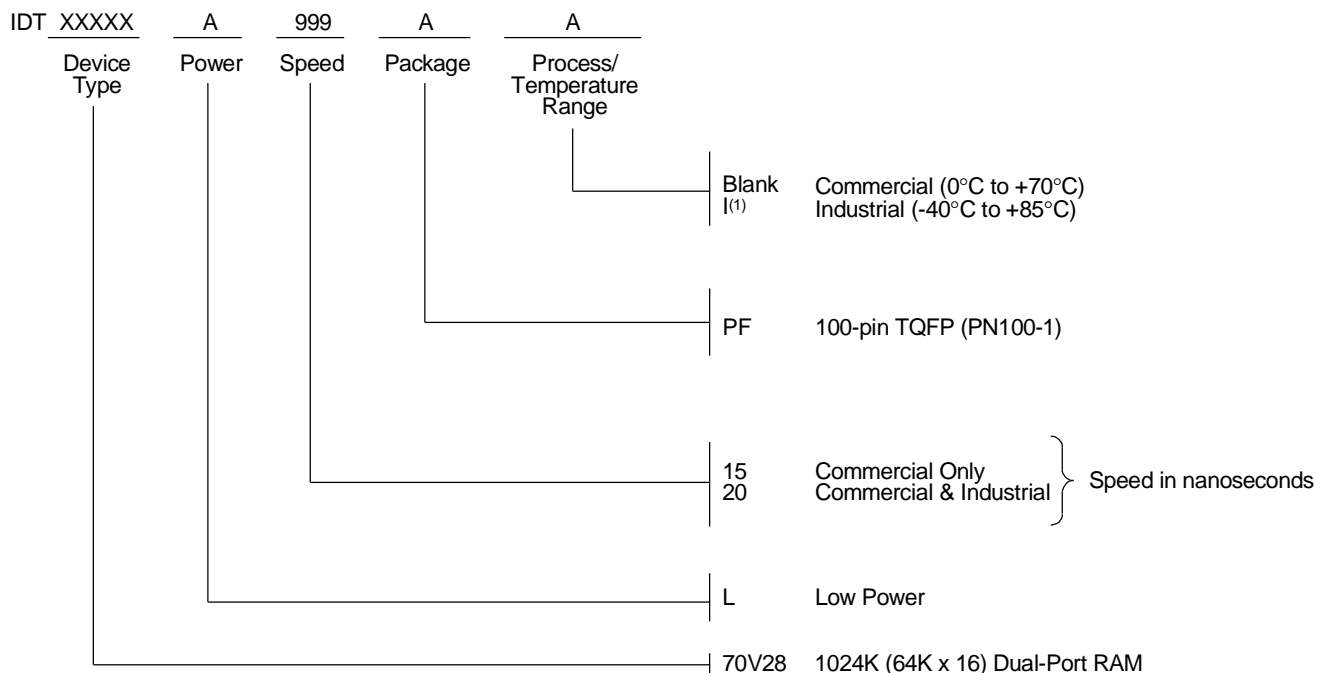 IDT XXXXX A 999 A A
Device Type Power Speed Package Process/ Temperature Range
Blank Commercial (0°C to +70°C)
I(1) Industrial (-40°C to +85°C)
PF 100-pin TQFP (PN100-1)
15 Commercial Only
20 Commercial & Industrial
Speed in nanoseconds
L Low Power
70V28 1024K (64K x 16) Dual-Port RAM